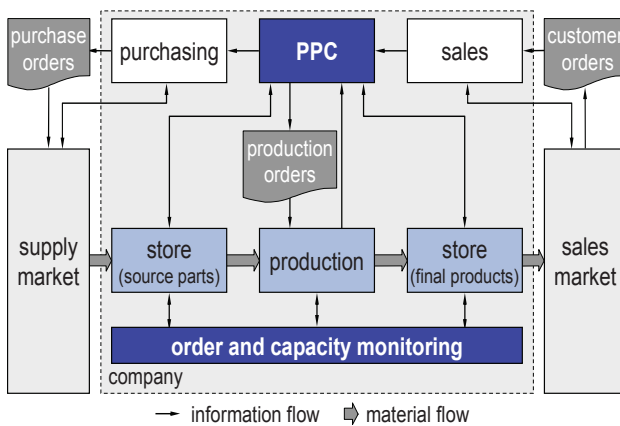 purchase
orders
purchasing
PPC
sales
customer
orders
production
orders
supply
market
store
(source parts)
production
store
(final products)
sales
market
order and capacity monitoring
company
information flow
material flow